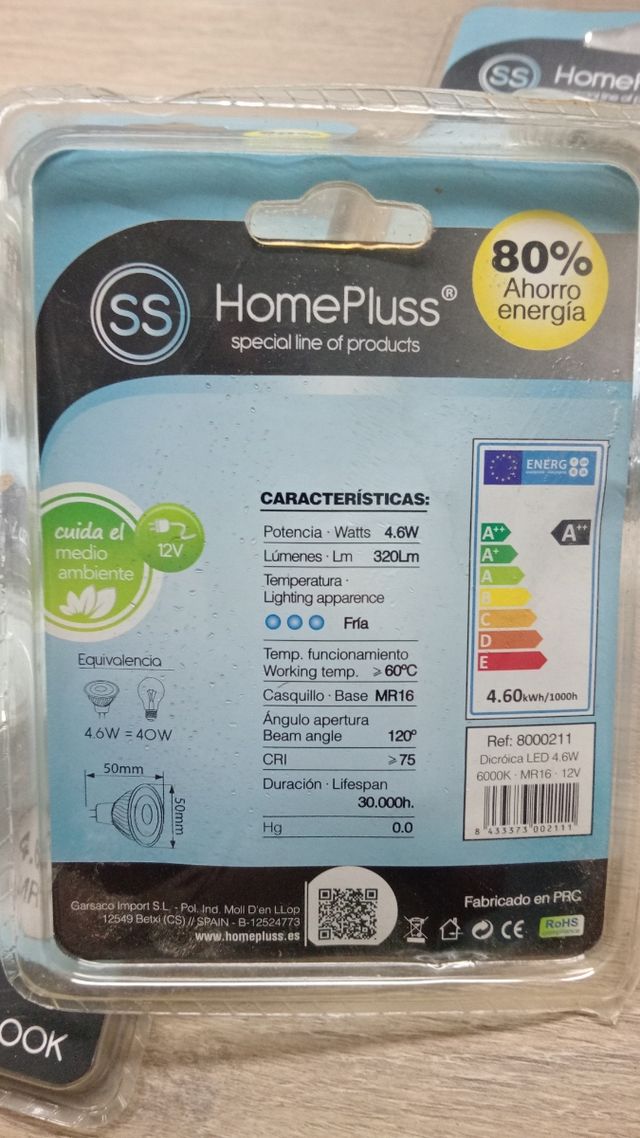 SS HomeP
80%
Ahorro
energía
SS HomePluss®
special line of products
cuida el
medio
ambiente
12V
Equivalencia
4.6W = 40W
50mm
50mm
CARACTERÍSTICAS:
Potencia · Watts 4.6W
Lúmenes · Lm 320Lm
Temperatura ·
Lighting apparence
Fría
Temp. funcionamiento
Working temp. ⩾60ºC
Casquillo · Base MR16
Ángulo apertura
Beam angle 120º
CRI ⩾75
Duración · Lifespan
30.000h.
Hg 0.0
ENERG
A++ A++
A+
A
B
C
D
E
4.60kWh/1000h
Ref: 8000211
Dicróica LED 4.6W
6000K · MR16 · 12V
8 433373 002111
Garsaco Import S.L. - Pol. Ind. Moli D'en LLop
12549 Betxi (CS) // SPAIN - B-12524773
www.homepluss.es
Fabricado en PRC
CE RoHS
OOK